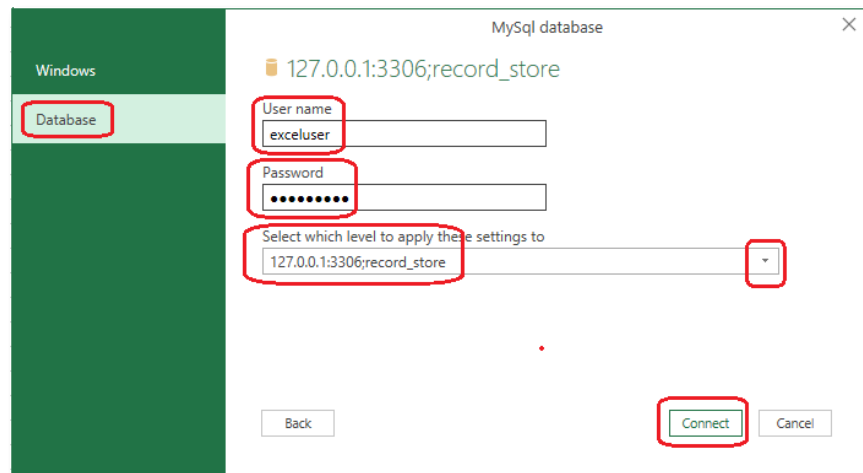 MySql database
Windows
Database
127.0.0.1:3306;record_store
User name
exceluser
Password
•••••••••
Select which level to apply these settings to
127.0.0.1:3306;record_store
Back
Connect
Cancel